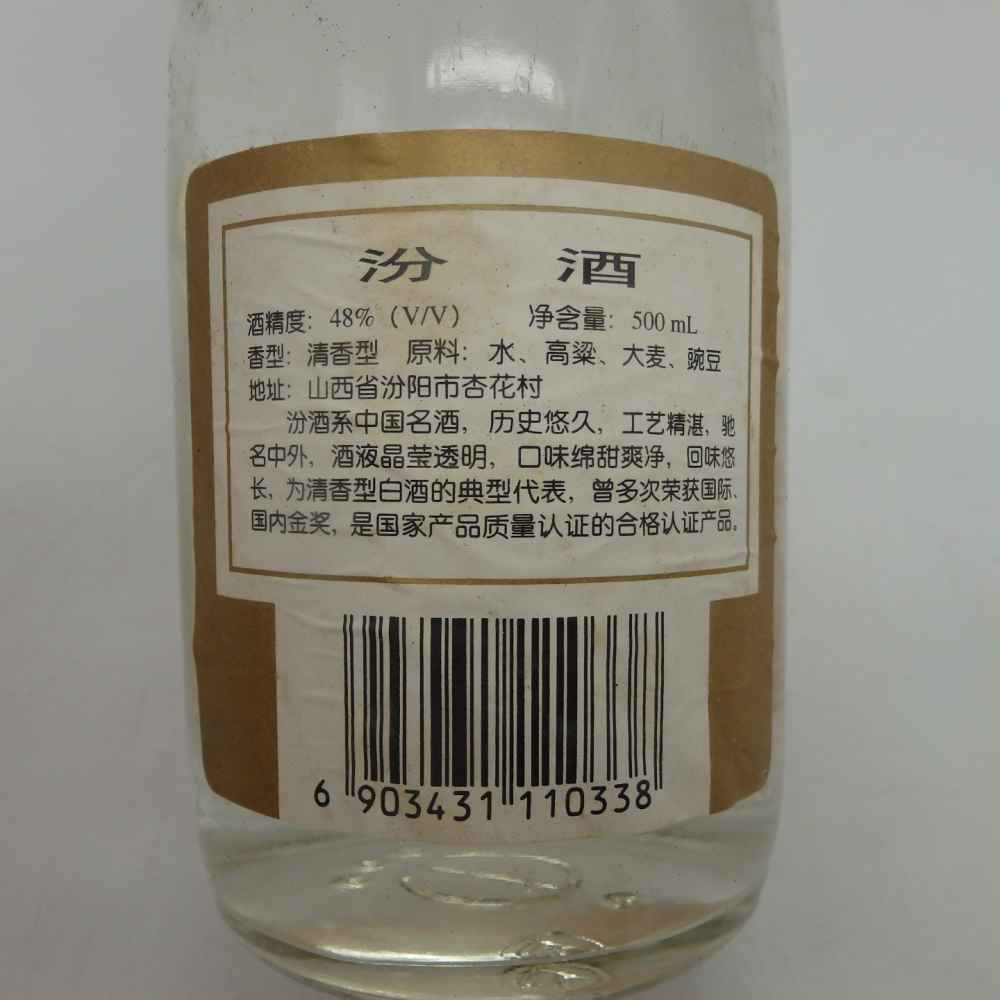 汾 酒
酒精度：48%（V/V） 净含量：500 mL
香型：清香型 原料：水、高粱、大麦、豌豆
地址：山西省汾阳市杏花村
汾酒系中国名酒，历史悠久，工艺精湛，驰
名中外，酒液晶莹透明，口味绵甜爽净，回味悠
长，为清香型白酒的典型代表，曾多次荣获国际、
国内金奖，是国家产品质量认证的合格认证产品。
6 903431 110338